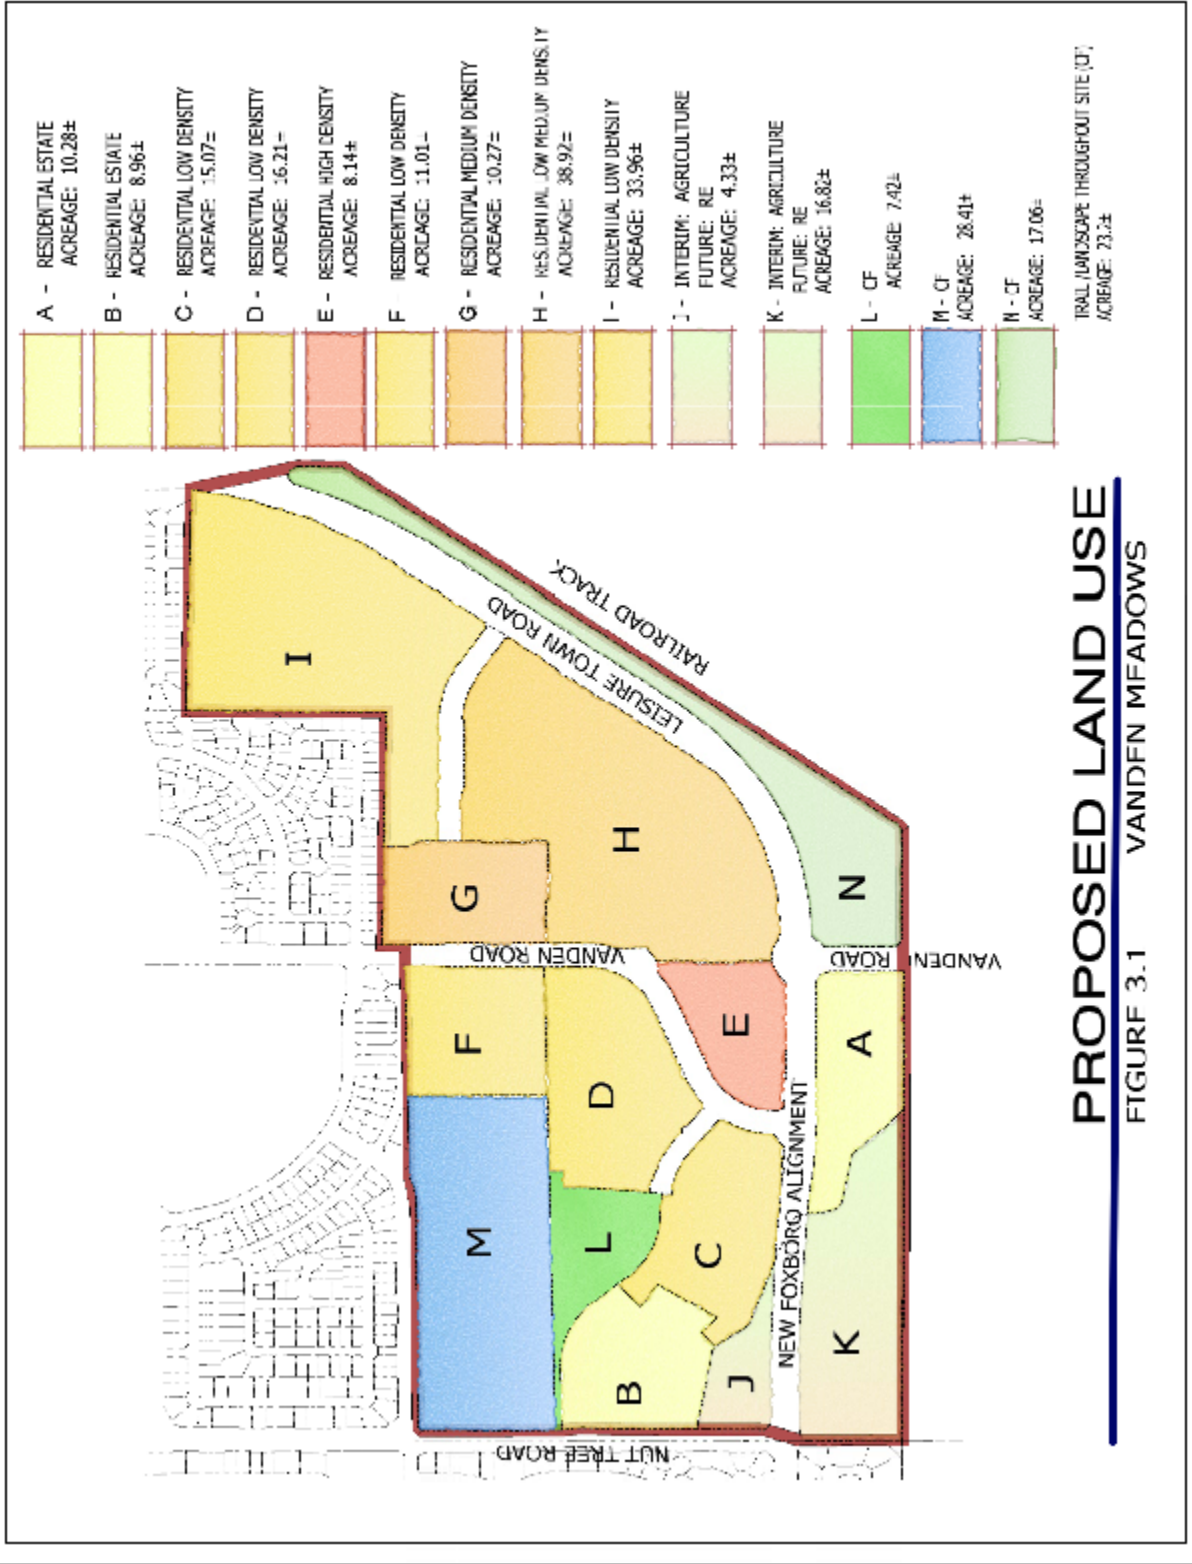 A - RESIDENTIAL ESTATE
ACREAGE: 10.28±
B - RESIDENTIAL ESTATE
ACREAGE: 8.96±
C - RESIDENTIAL LOW DENSITY
ACREAGE: 15.07±
D - RESIDENTIAL LOW DENSITY
ACREAGE: 16.21±
E - RESIDENTIAL HIGH DENSITY
ACREAGE: 8.14±
F RESIDENTIAL LOW DENSITY
ACREAGE: 11.01±
G - RESIDENTIAL MEDIUM DENSITY
ACREAGE: 10.27±
H - RESIDENTIAL LOW MEDIUM DENSITY
ACREAGE: 38.92±
I - RESIDENTIAL LOW DENSITY
ACREAGE: 33.96±
J - INTERIM: AGRICULTURE
FUTURE: RE
ACREAGE: 4.33±
K - INTERIM: AGRICULTURE
FUTURE: RE
ACREAGE: 16.82±
L - CF
ACREAGE: 7.42±
M - CF
ACREAGE: 28.41±
N - CF
ACREAGE: 17.06±
TRAIL/LANDSCAPE THROUGHOUT SITE (CF)
ACREAGE: 23.2±
I
RAILROAD TRACK
LEISURE TOWN ROAD
H
G
N
VANDEN ROAD
VANDEN
ROAD
VANDEN
F
E
A
D
M
L
C
NEW FOXBORO ALIGNMENT
K
B
J
NUT TREE ROAD
PROPOSED LAND USE
FIGURE 3.1 VANDEN MEADOWS